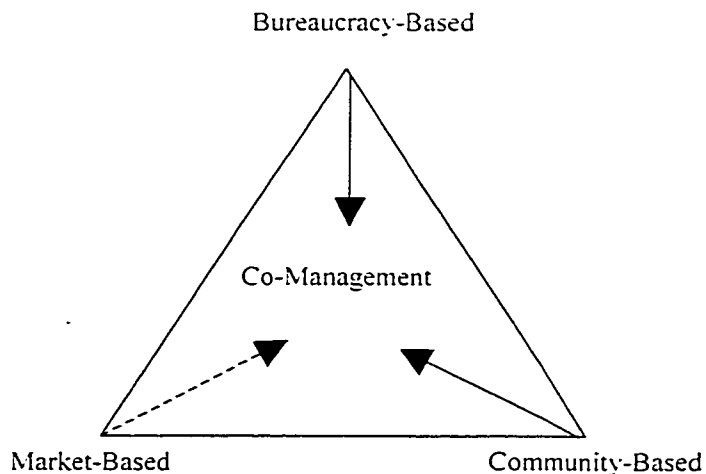 Bureaucracy-Based
Co-Management
Market-Based
Community-Based